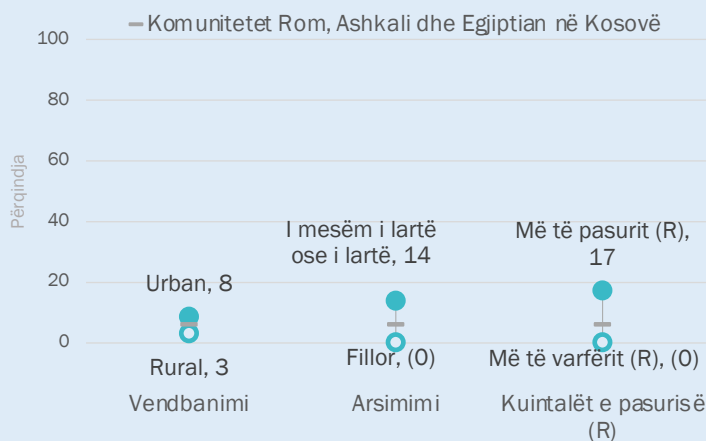 Komunitetet Rom, Ashkali dhe Egjiptian në Kosovë
Përqindja
100
80
60
40
20
0
Urban, 8
Rural, 3
Vendbanimi
I mesëm i lartë
ose i lartë, 14
Fillor, (0)
Arsimimi
Më të pasurit (R),
17
Më të varfërit (R), (0)
Kuintalët e pasurisë
(R)